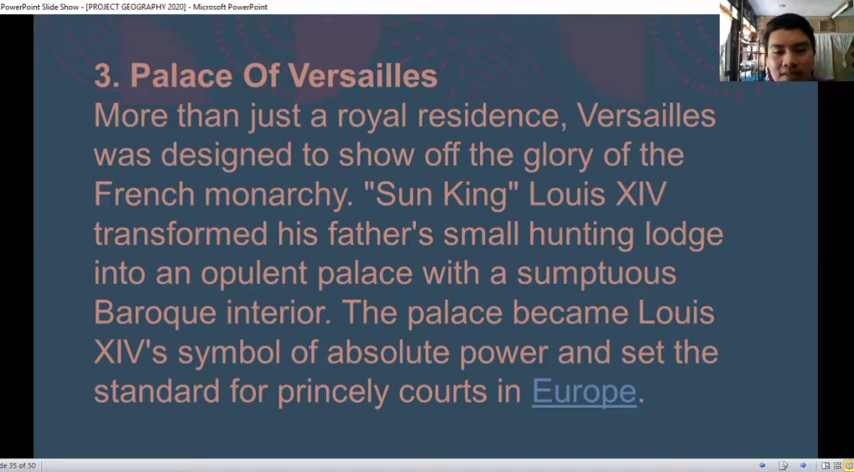 PowerPoint Slide Show - [PROJECT GEOGRAPHY 2020] - Microsoft PowerPoint
3. Palace Of Versailles
More than just a royal residence, Versailles
was designed to show off the glory of the
French monarchy. "Sun King" Louis XIV
transformed his father's small hunting lodge
into an opulent palace with a sumptuous
Baroque interior. The palace became Louis
XIV's symbol of absolute power and set the
standard for princely courts in Europe.
de 35 of 50